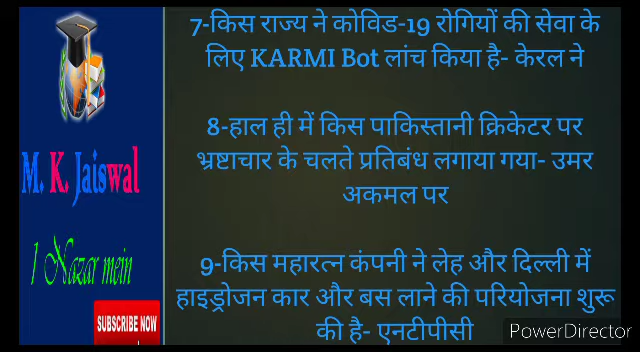 7-किस राज्य ने कोविड-19 रोगियों की सेवा के
लिए KARMI Bot लांच किया है- केरल ने
8-हाल ही में किस पाकिस्तानी क्रिकेटर पर
भ्रष्टाचार के चलते प्रतिबंध लगाया गया- उमर
अकमल पर
9-किस महारत्न कंपनी ने लेह और दिल्ली में
हाइड्रोजन कार और बस लाने की परियोजना शुरू
की है- एनटीपीसी
M. K. Jaiswal
1 Nazar mein
SUBSCRIBE NOW
PowerDirector